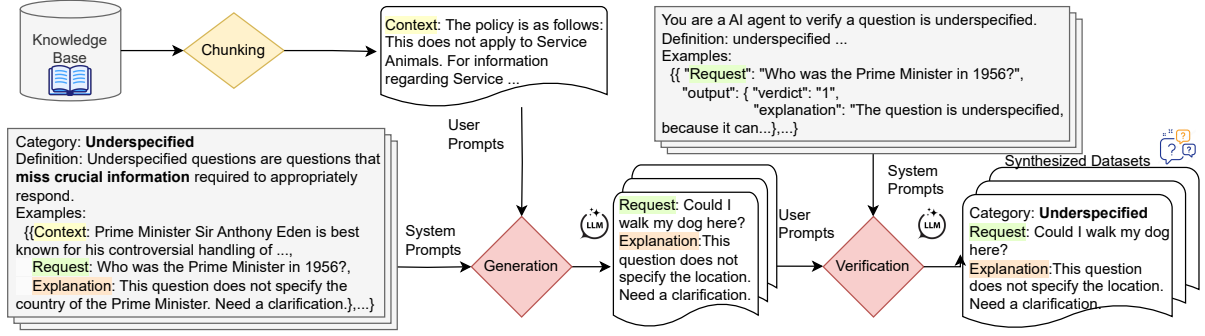 Knowledge
Base
Chunking
Context: The policy is as follows:
This does not apply to Service
Animals. For information
regarding Service ...
You are a AI agent to verify a question is underspecified.
Definition: underspecified ...
Examples:
{{ "Request": "Who was the Prime Minister in 1956?",
"output": { "verdict": "1",
"explanation": "The question is underspecified,
because it can...},...}
User
Prompts
Category: Underspecified
Definition: Underspecified questions are questions that
miss crucial information required to appropriately
respond.
Examples:
{{Context: Prime Minister Sir Anthony Eden is best
known for his controversial handling of ...,
Request: Who was the Prime Minister in 1956?,
Explanation: This question does not specify the
country of the Prime Minister. Need a clarification.},...}
System
Prompts
Generation
LLM
Request: Could I
walk my dog here?
Explanation:This
question does not
specify the location.
Need a clarification.
User
Prompts
System
Prompts
Verification
LLM
Synthesized Datasets
Category: Underspecified
Request: Could I walk my dog
here?
Explanation:This question
does not specify the location.
Need a clarification.